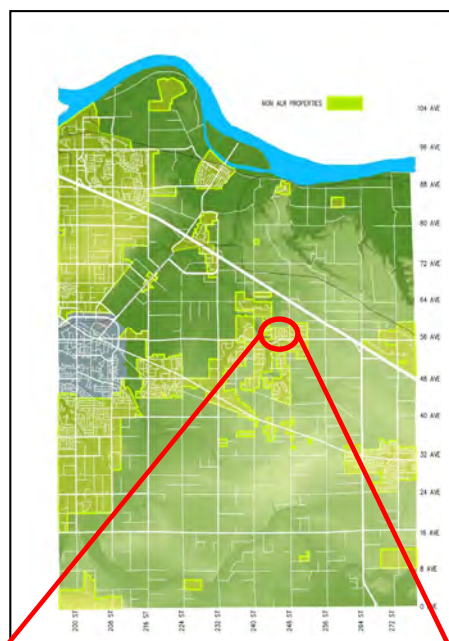 NON ALR PROPERTIES
104 AVE
96 AVE
88 AVE
80 AVE
72 AVE
64 AVE
56 AVE
48 AVE
40 AVE
32 AVE
24 AVE
16 AVE
8 AVE
0 AVE
200 ST
208 ST
216 ST
224 ST
232 ST
240 ST
248 ST
256 ST
264 ST
272 ST